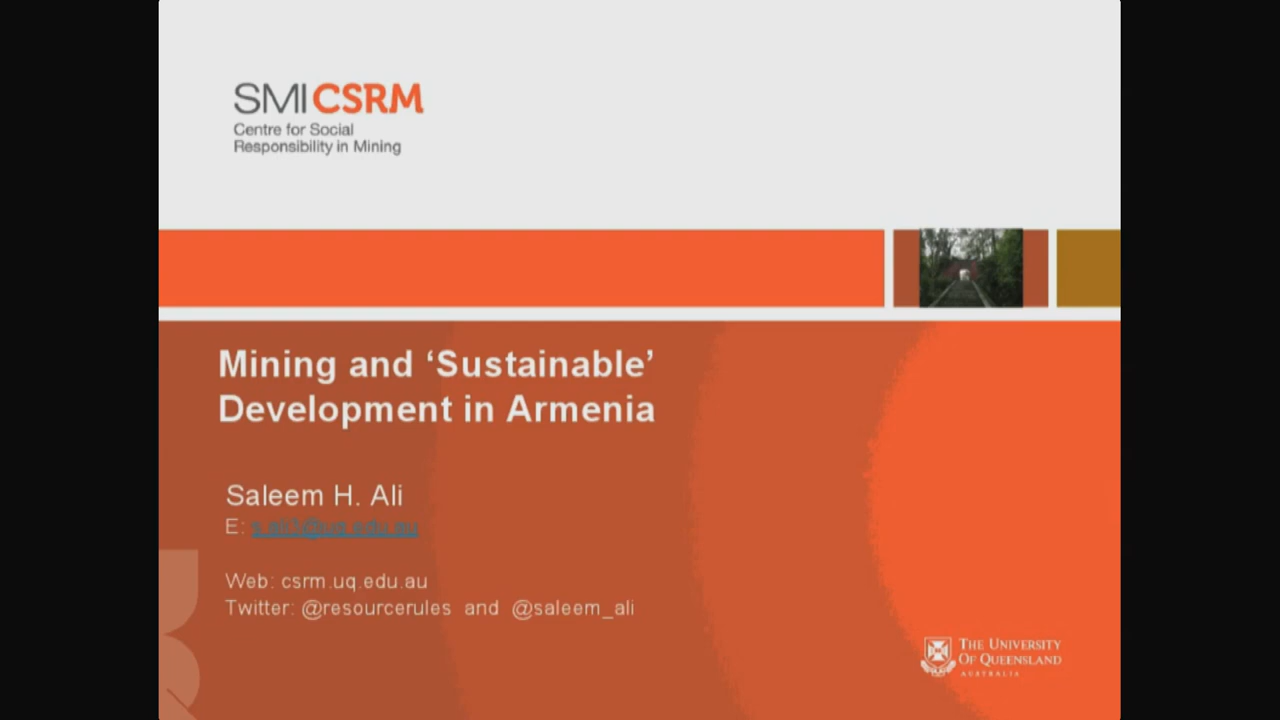 SMI CSRM
Centre for Social
Responsibility in Mining
Mining and ‘Sustainable’
Development in Armenia
Saleem H. Ali
E:
Web: csrm.uq.edu.au
Twitter: @resourcerules and @saleem_ali
THE UNIVERSITY
OF QUEENSLAND
AUSTRALIA